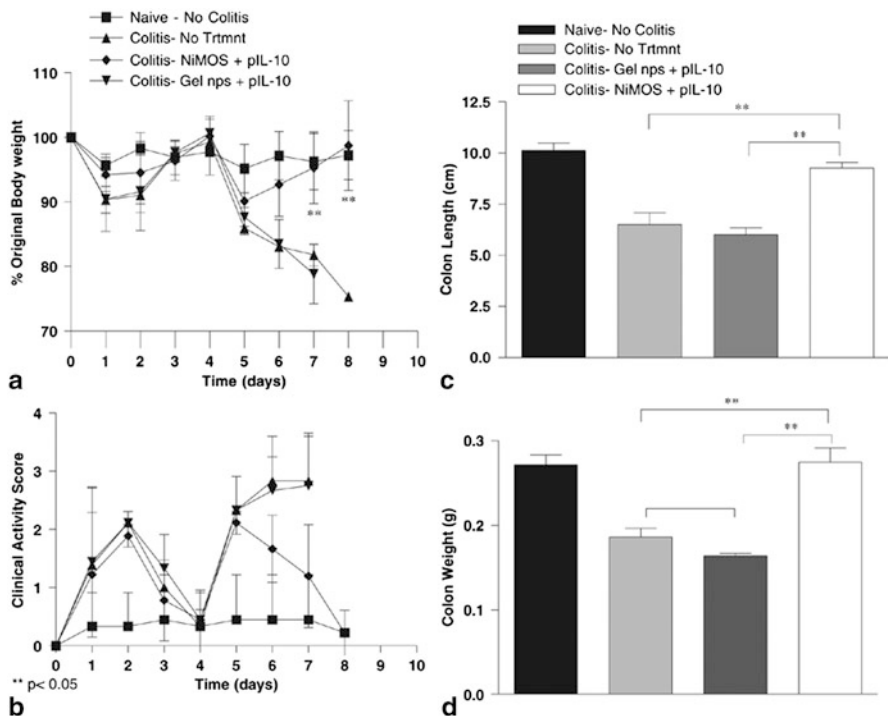 Naive - No Colitis
Colitis- No Trtmnt
Colitis- NiMOS + pIL-10
Colitis- Gel nps + pIL-10
110
100
90
80
70
% Original Body weight
** **
0 1 2 3 4 5 6 7 8 9 10
Time (days)
a
Naive- No Colitis
Colitis- No Trtmnt
Colitis- Gel nps + pIL-10
Colitis- NiMOS + pIL-10
**
**
10.0
7.5
5.0
2.5
0.0
Colon Length (cm)
c
4
3
2
1
0
Clinical Activity Score
0 1 2 3 4 5 6 7 8 9 10
** p< 0.05
Time (days)
b
**
**
0.3
0.2
0.1
0.0
Colon Weight (g)
d